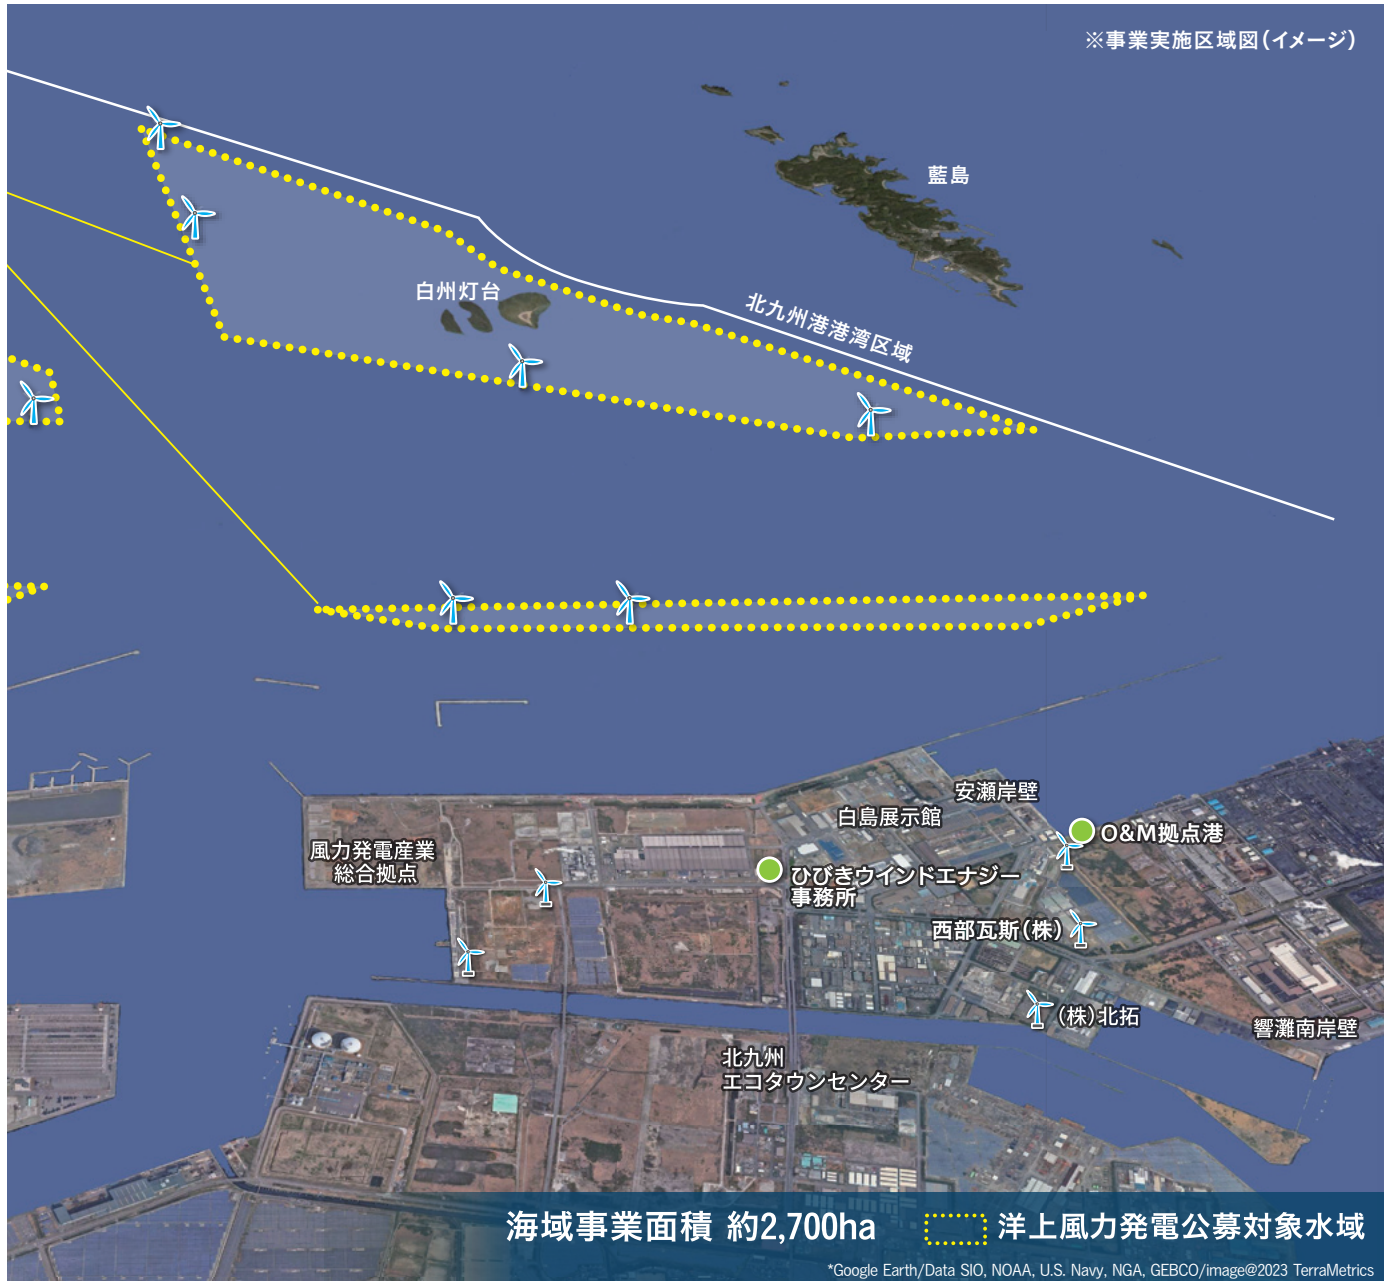 ※事業実施区域図（イメージ）
藍島
白州灯台
北九州港港湾区域
安瀬岸壁
白島展示館
O&M拠点港
風力発電産業
総合拠点
ひびきウインドエナジー
事務所
西部瓦斯（株）
（株）北拓
響灘南岸壁
北九州
エコタウンセンター
海域事業面積 約2,700ha
洋上風力発電公募対象水域
*Google Earth/Data SIO, NOAA, U.S. Navy, NGA, GEBCO/image@2023 TerraMetrics